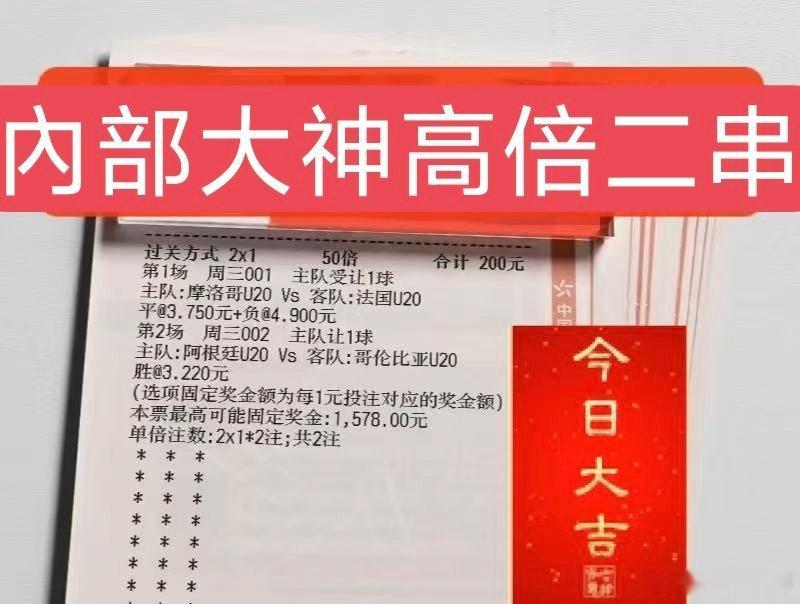 內部大神高倍二串
过关方式 2x1 50倍 合计 200元
第1场 周三001 主队受让1球
主队:摩洛哥U20 Vs 客队:法国U20
平@3.750元+负@4.900元
第2场 周三002 主队让1球
主队:阿根廷U20 Vs 客队:哥伦比亚U20
胜@3.220元
(选项固定奖金额为每1元投注对应的奖金额)
本票最高可能固定奖金:1,578.00元
单倍注数:2x1*2注;共2注
* * *
* * *
* * *
* * *
* * *
* * *
* * *
中国
今日大吉